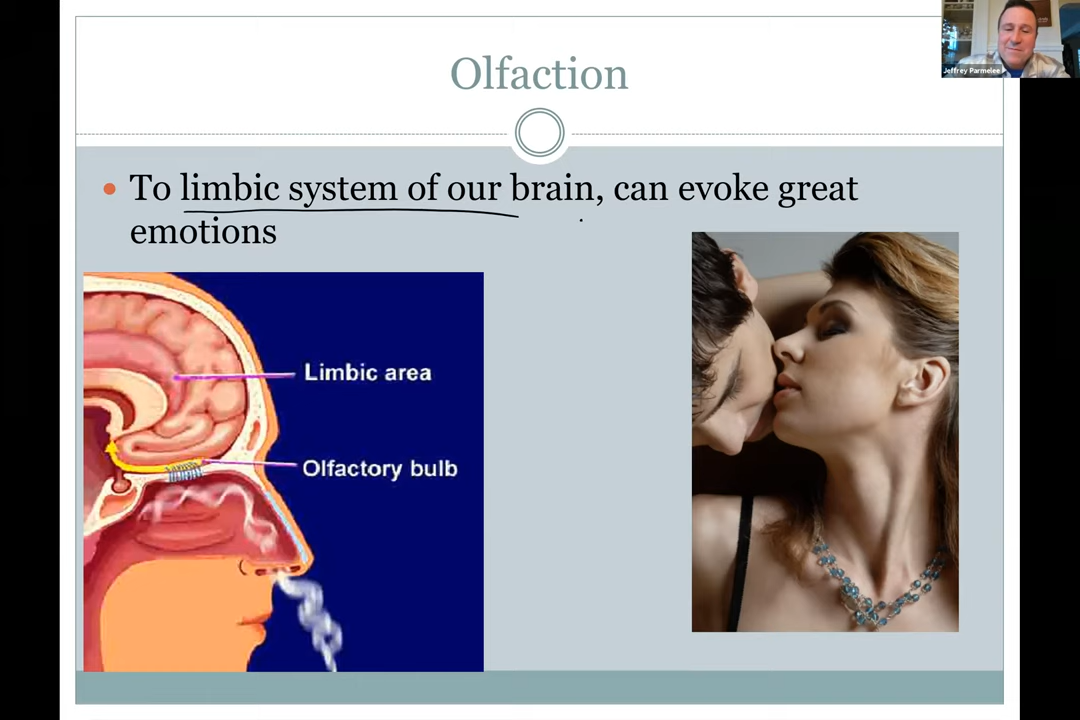 Jeffrey Parmelee
Olfaction
To limbic system of our brain, can evoke great
emotions
Limbic area
Olfactory bulb